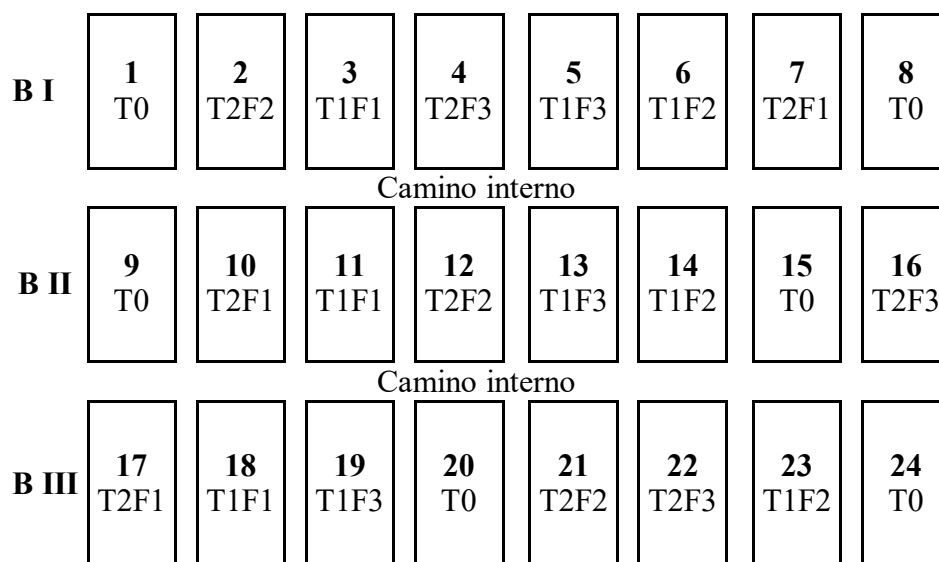 B I
1 2 3 4 5 6 7 8
T0 T2F2 T1F1 T2F3 T1F3 T1F2 T2F1 T0
Camino interno
B II
9 10 11 12 13 14 15 16
T0 T2F1 T1F1 T2F2 T1F3 T1F2 T0 T2F3
Camino interno
B III
17 18 19 20 21 22 23 24
T2F1 T1F1 T1F3 T0 T2F2 T2F3 T1F2 T0